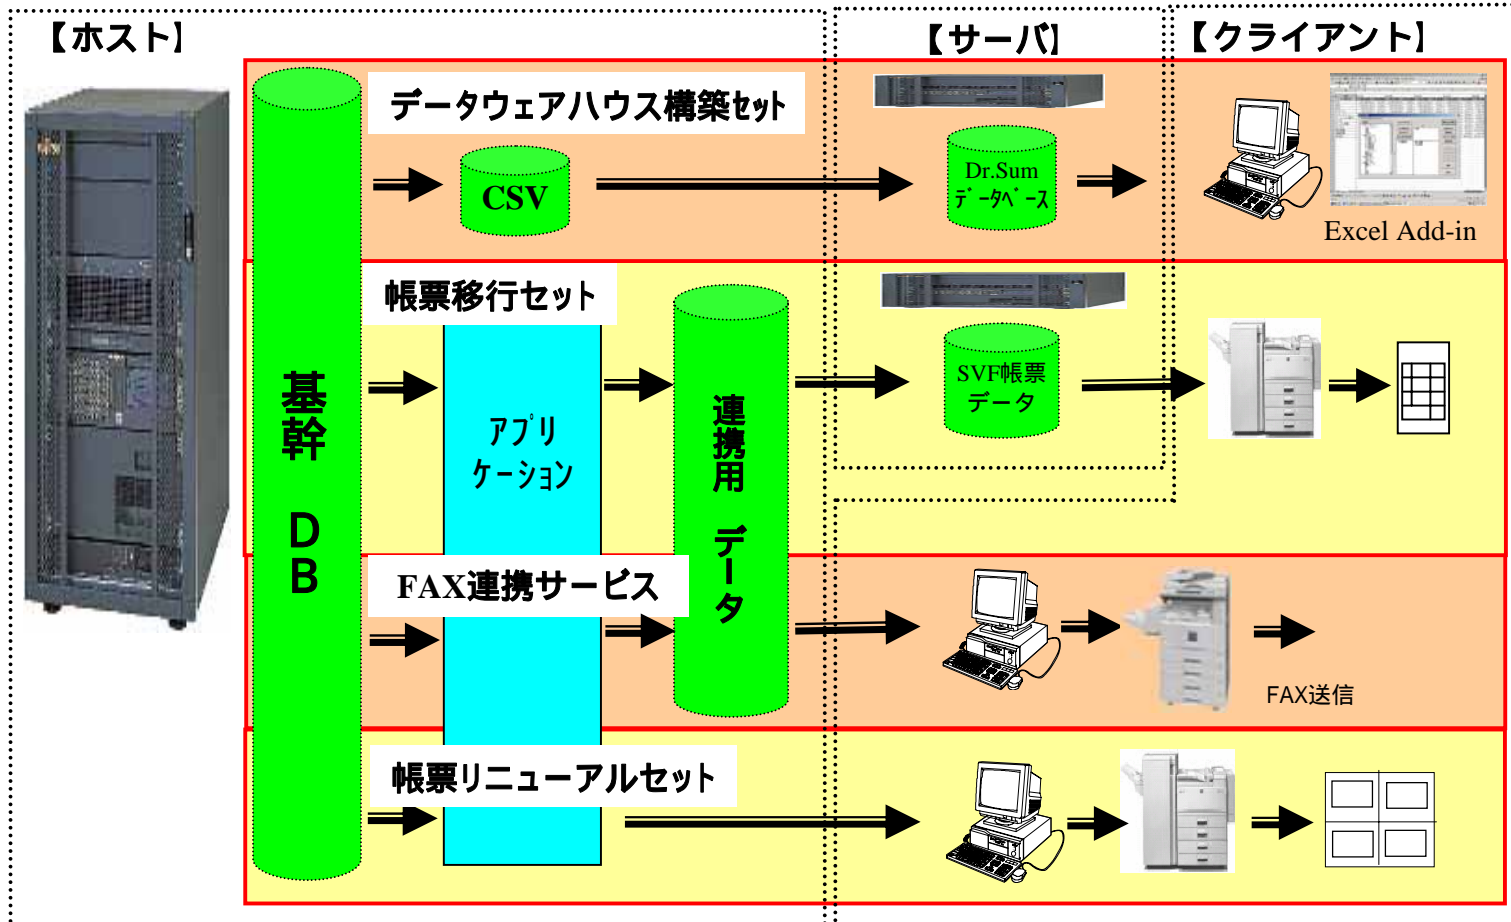 【ホスト】
【サーバ】
【クライアント】
データウェアハウス構築セット
CSV
Dr.Sum
データベース
Excel Add-in
帳票移行セット
基幹 DB
アプリ
ケーション
連携用 データ
SVF帳票
データ
FAX連携サービス
FAX送信
帳票リニューアルセット